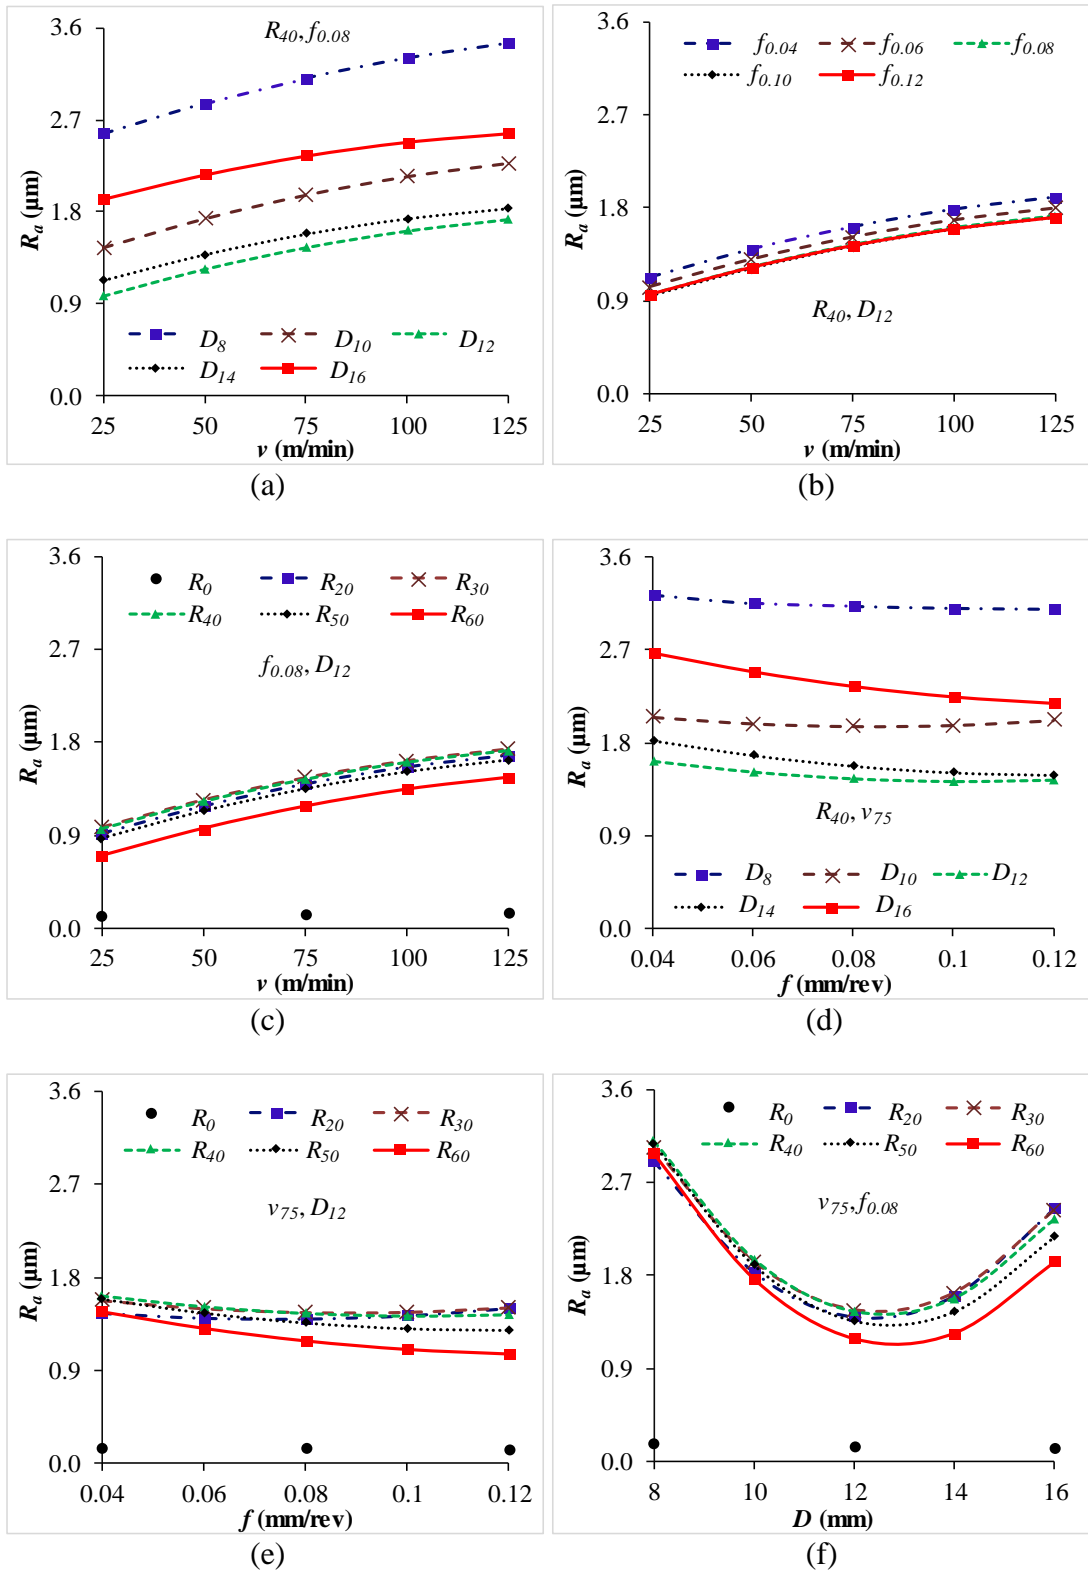 3.6
2.7
1.8
0.9
0.0
Ra (µm)
R40, f0.08
D8 D10 D12
D14 D16
25 50 75 100 125
v (m/min)
(a)
3.6
2.7
1.8
0.9
0.0
Ra (µm)
f0.04 f0.06 f0.08
f0.10 f0.12
R40, D12
25 50 75 100 125
v (m/min)
(b)
3.6
2.7
1.8
0.9
0.0
Ra (µm)
R0 R20 R30
R40 R50 R60
f0.08, D12
25 50 75 100 125
v (m/min)
(c)
3.6
2.7
1.8
0.9
0.0
Ra (µm)
R40, v75
D8 D10 D12
D14 D16
0.04 0.06 0.08 0.1 0.12
f (mm/rev)
(d)
3.6
2.7
1.8
0.9
0.0
Ra (µm)
R0 R20 R30
R40 R50 R60
v75, D12
0.04 0.06 0.08 0.1 0.12
f (mm/rev)
(e)
3.6
2.7
1.8
0.9
0.0
Ra (µm)
R0 R20 R30
R40 R50 R60
v75, f0.08
8 10 12 14 16
D (mm)
(f)